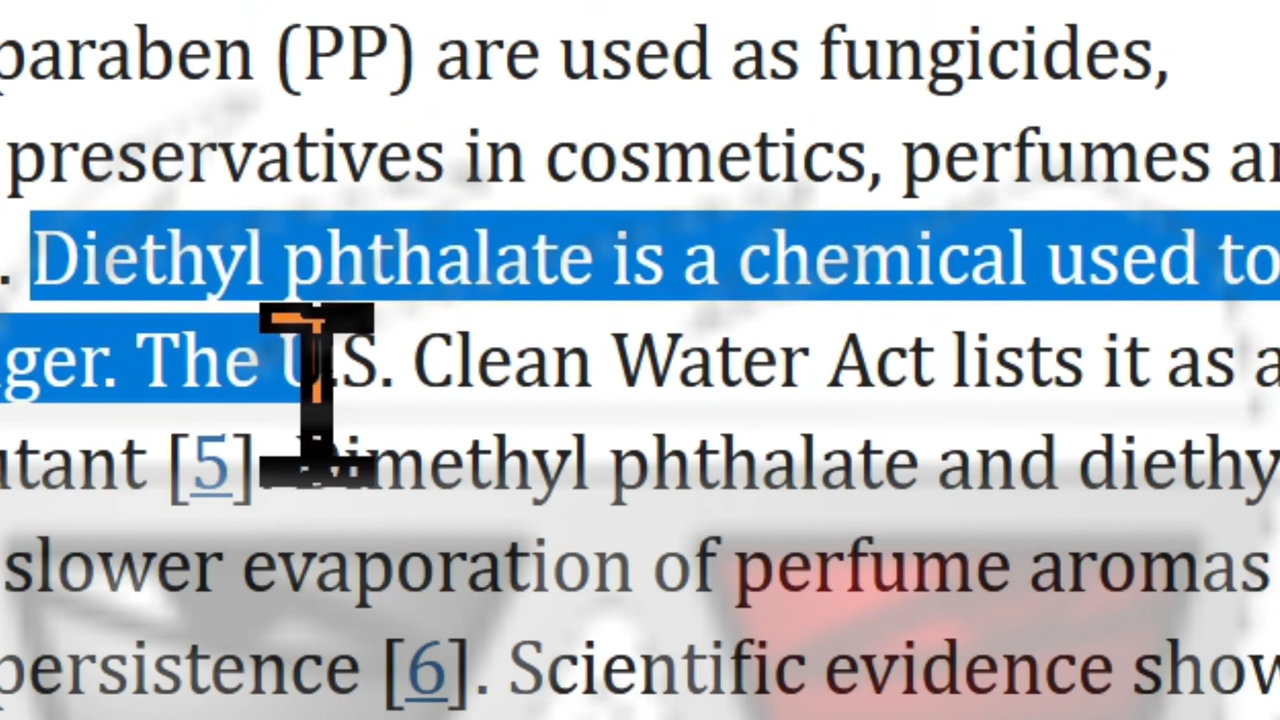 paraben (PP) are used as fungicides,
preservatives in cosmetics, perfumes
. Diethyl phthalate is a chemical used to
ger. The U.S. Clean Water Act lists it as a
utant [5]. Dimethyl phthalate and diethy
slower evaporation of perfume aromas
persistence [6]. Scientific evidence show